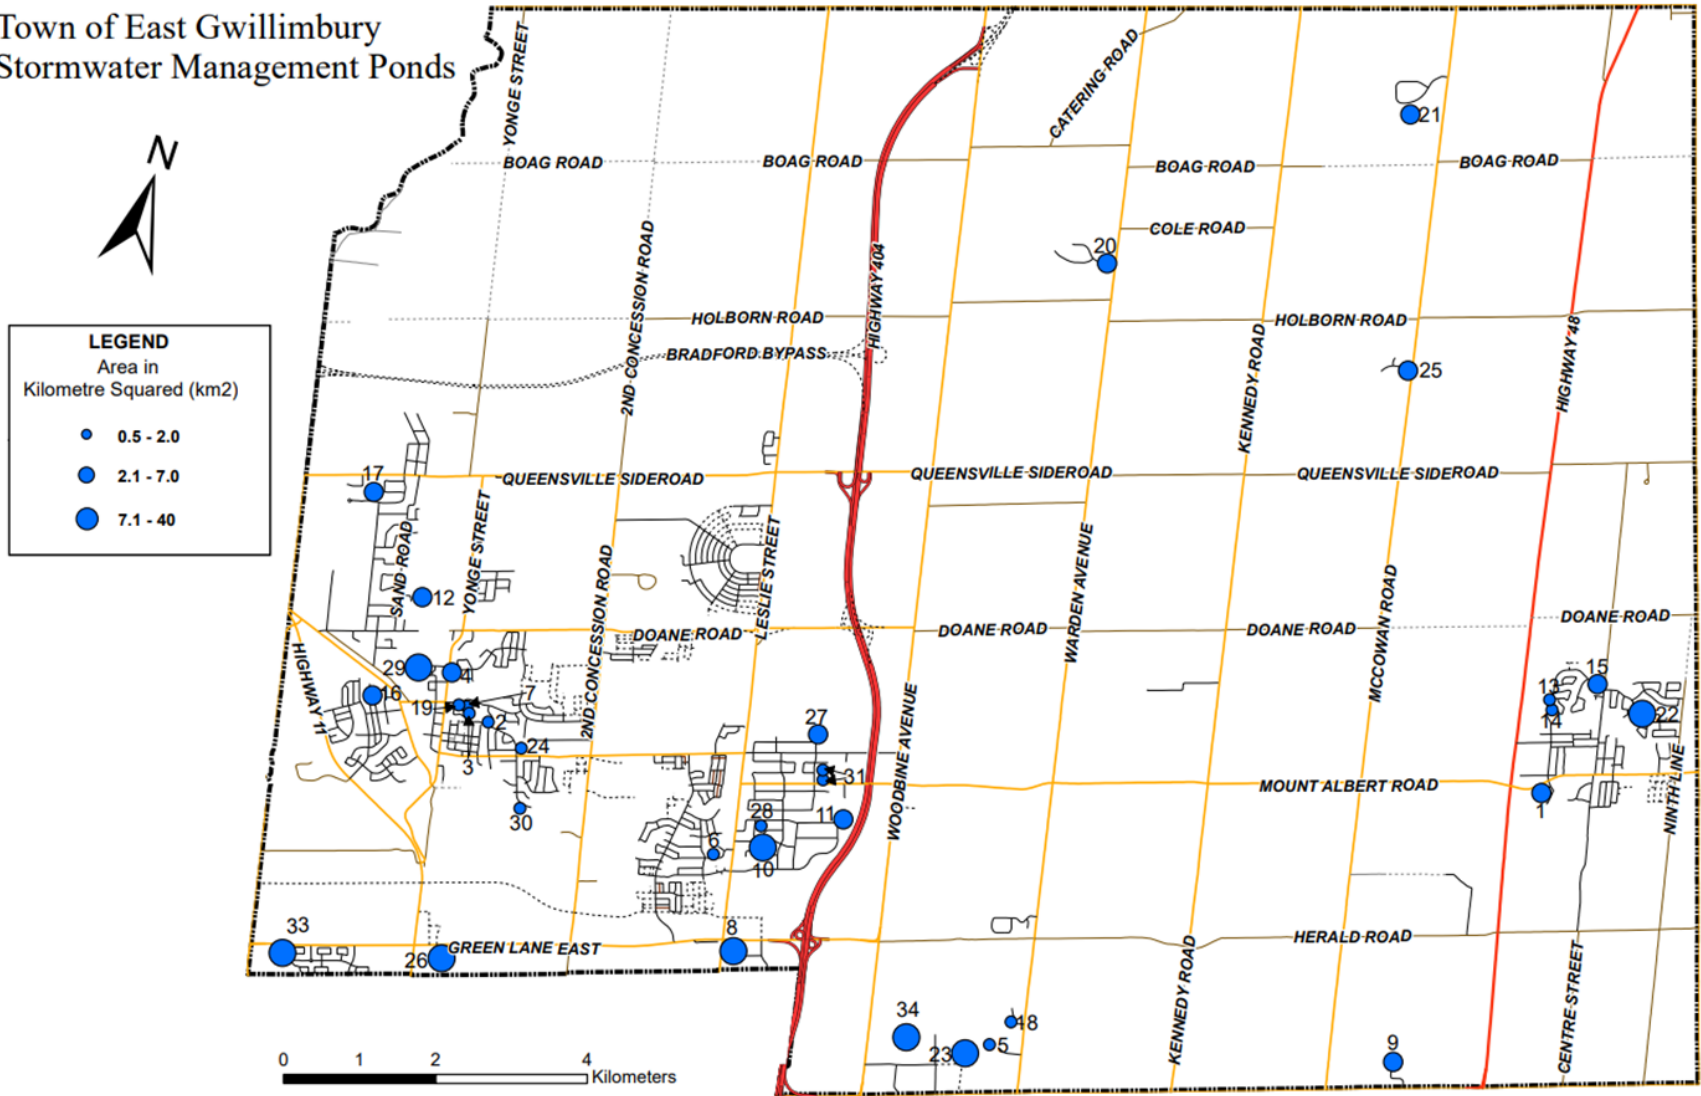 Town of East Gwillimbury
Stormwater Management Ponds
N
LEGEND
Area in
Kilometre Squared (km2)
0.5 - 2.0
2.1 - 7.0
7.1 - 40
YONGE STREET
CATERING ROAD
21
BOAG ROAD
BOAG ROAD
BOAG ROAD
BOAG ROAD
2ND CONCESSION ROAD
HIGHWAY 404
COLE ROAD
20
HOLBORN ROAD
HOLBORN ROAD
BRADFORD BYPASS
KENNEDY ROAD
25
HIGHWAY 48
17
QUEENSVILLE SIDEROAD
QUEENSVILLE SIDEROAD
QUEENSVILLE SIDEROAD
SAND ROAD
YONGE STREET
2ND CONCESSION ROAD
LESLIE STREET
WARDEN AVENUE
MCCOWAN ROAD
12
DOANE ROAD
DOANE ROAD
DOANE ROAD
DOANE ROAD
HIGHWAY 11
29
4
16
19
7
2
3
24
30
27
31
11
28
6
10
WOODBINE AVENUE
13
14
15
22
MOUNT ALBERT ROAD
1
NINTH LINE
33
26
GREEN LANE EAST
8
HERALD ROAD
KENNEDY ROAD
CENTRE STREET
34
23
5
18
9
0 1 2 4
Kilometers